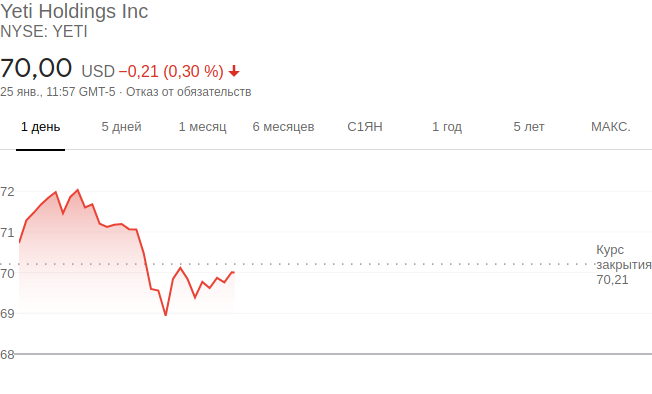 Yeti Holdings Inc
NYSE: YETI
70,00 USD −0,21 (0,30 %)
25 янв., 11:57 GMT-5 · Отказ от обязательств
1 день 5 дней 1 месяц 6 месяцев С1ЯН 1 год 5 лет МАКС.
72
71
70
69
68
Курс
закрытия
70,21